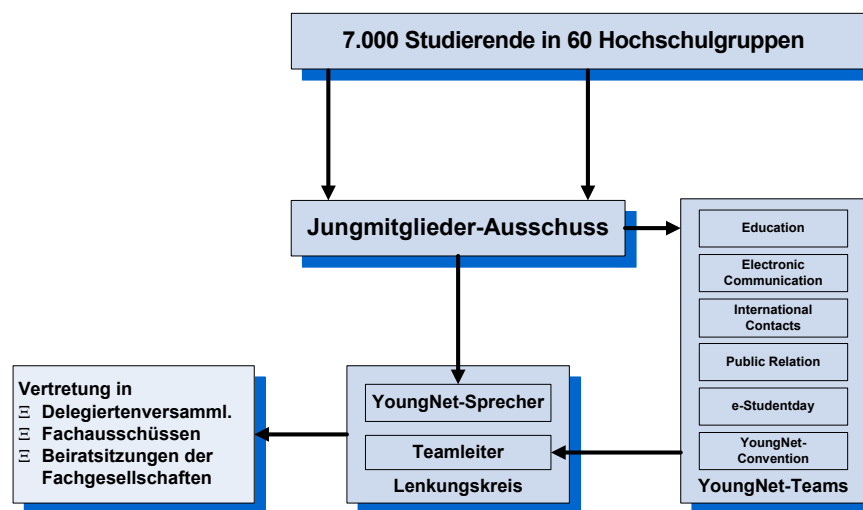 7.000 Studierende in 60 Hochschulgruppen
Jungmitglieder-Ausschuss
Education
Electronic
Communication
International
Contacts
Public Relation
e-Studentday
YoungNet-
Convention
YoungNet-Teams
YoungNet-Sprecher
Teamleiter
Lenkungskreis
Vertretung in
Ξ Delegiertenversamml.
Ξ Fachausschüssen
Ξ Beiratsitzungen der
Fachgesellschaften